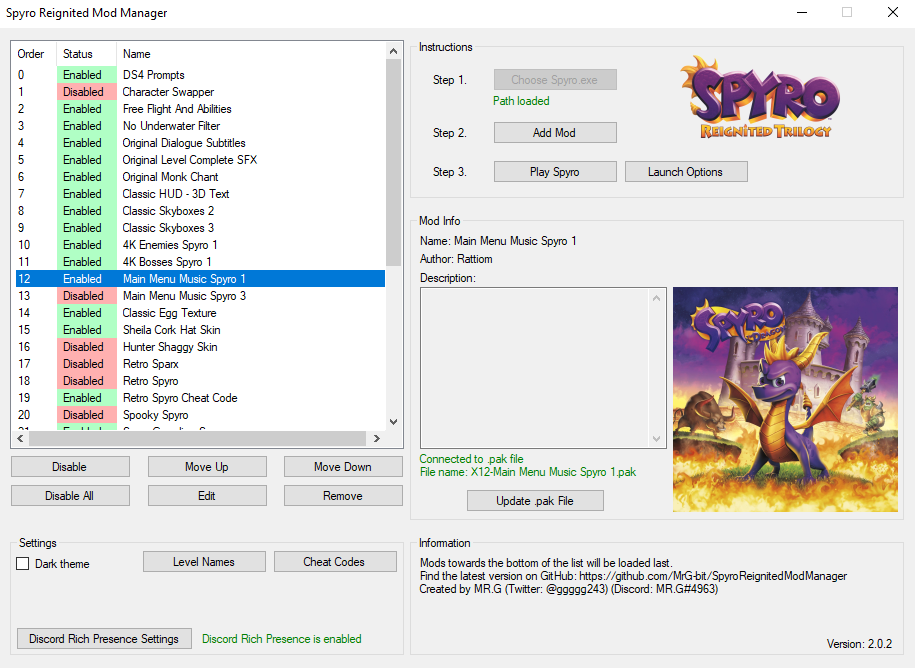 Spyro Reignited Mod Manager
Order Status Name
0 Enabled DS4 Prompts
1 Disabled Character Swapper
2 Enabled Free Flight And Abilities
3 Enabled No Underwater Filter
4 Enabled Original Dialogue Subtitles
5 Enabled Original Level Complete SFX
6 Enabled Original Monk Chant
7 Enabled Classic HUD - 3D Text
8 Enabled Classic Skyboxes 2
9 Enabled Classic Skyboxes 3
10 Enabled 4K Enemies Spyro 1
11 Enabled 4K Bosses Spyro 1
12 Enabled Main Menu Music Spyro 1
13 Disabled Main Menu Music Spyro 3
14 Enabled Classic Egg Texture
15 Enabled Sheila Cork Hat Skin
16 Disabled Hunter Shaggy Skin
17 Disabled Retro Sparx
18 Disabled Retro Spyro
19 Enabled Retro Spyro Cheat Code
20 Disabled Spooky Spyro
Disable Move Up Move Down
Disable All Edit Remove
Settings
Dark theme Level Names Cheat Codes
Discord Rich Presence Settings Discord Rich Presence is enabled
Instructions
Step 1. Choose Spyro.exe
Path loaded
Step 2. Add Mod
Step 3. Play Spyro Launch Options
SPYRO
REIGNITED TRILOGY
Mod Info
Name: Main Menu Music Spyro 1
Author: Rattiom
Description:
SPYRO
Connected to .pak file
File name: X12-Main Menu Music Spyro 1.pak
Update .pak File
Infomation
Mods towards the bottom of the list will be loaded last.
Find the latest version on GitHub: https://github.com/MrG-bit/SpyroReignitedModManager
Created by MR.G (Twitter: @ggggg243) (Discord: MR.G#4963)
Version: 2.0.2